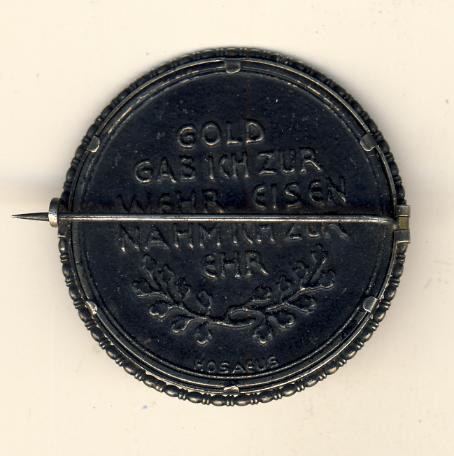 GOLD
GAB ICH ZUR
WEHR EISEN
NAHM ICH ZUR
EHR
HOSAEUS